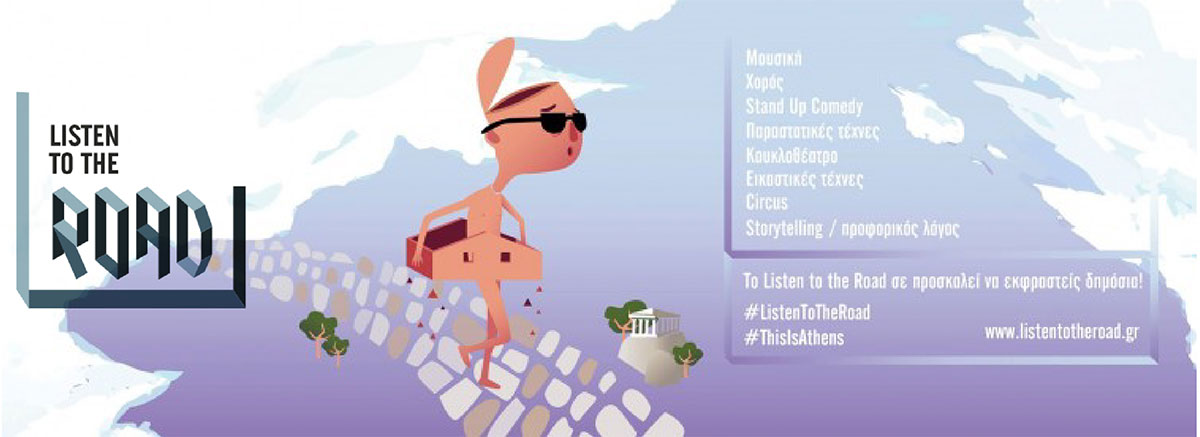 LISTEN
TO THE
ROAD
Μουσική
Χορός
Stand Up Comedy
Παραστατικές τέχνες
Κουκλοθέατρο
Εικαστικές τέχνες
Circus
Storytelling / προφορικός λόγος
Το Listen to the Road σε προσκαλεί να εκφραστείς δημόσια!
#ListenToTheRoad
#ThisIsAthens
www.listentotheroad.gr